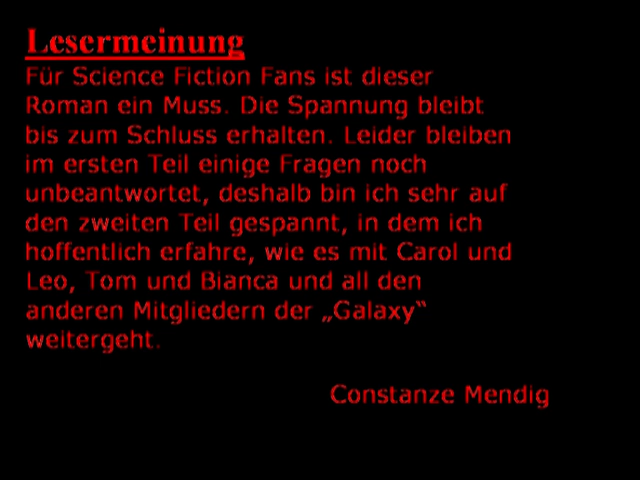 Lesermeinung
Für Science Fiction Fans ist dieser
Roman ein Muss. Die Spannung bleibt
bis zum Schluss erhalten. Leider bleiben
im ersten Teil einige Fragen noch
unbeantwortet, deshalb bin ich sehr auf
den zweiten Teil gespannt, in dem ich
hoffentlich erfahre, wie es mit Carol und
Leo, Tom und Bianca und all den
anderen Mitgliedern der „Galaxy“
weitergeht.
Constanze Mendig